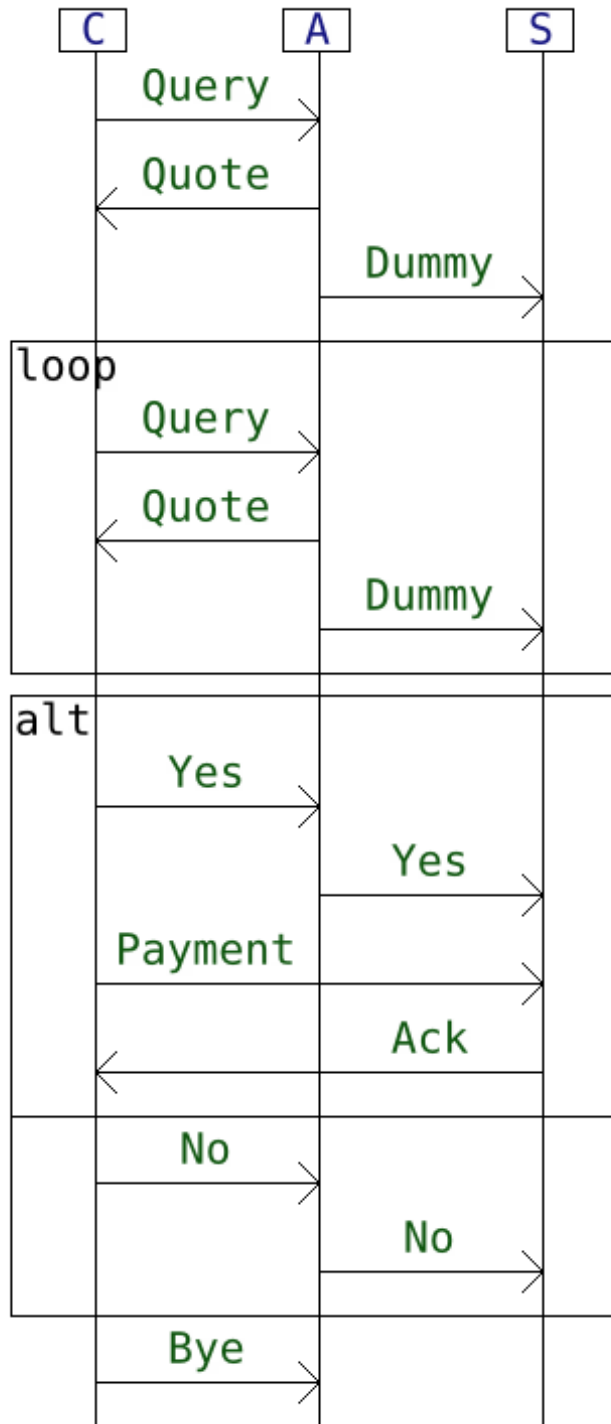 C A S
Query
Quote
Dummy
loop
Query
Quote
Dummy
alt
Yes
Yes
Payment
Ack
No
No
Bye